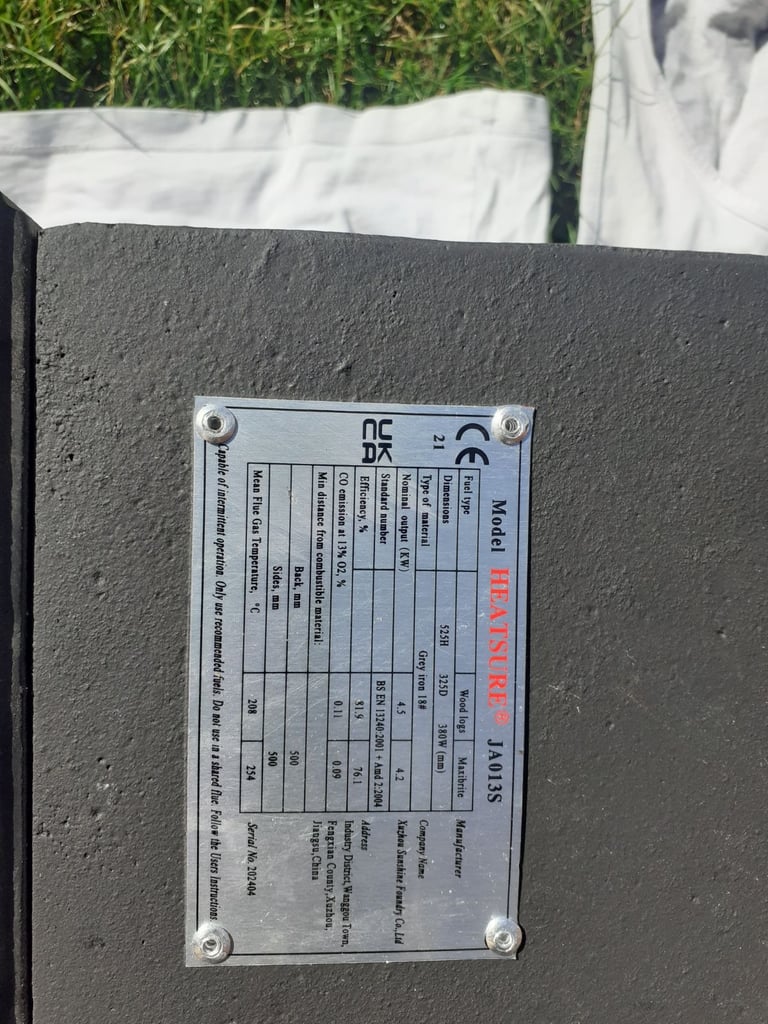 Model HEATSURE® JA013S
CE
21
UK
CA
Fuel type Wood logs Maxibrite
Dimensions 525H 325D 380W (mm)
Type of material Grey iron 18#
Nominal output (KW) 4.5 4.2
Standard number BS EN 13240:2001 + Amd 2:2004
Efficiency, % 81.9 76.1
CO emission at 13% O2, % 0.11 0.09
Min distance from combustible material:
Back, mm 500
Sides, mm 500
Mean Flue Gas Temperature, °C 208 254
Manufacturer
Company Name
Xuzhou Sunshine Foundry Co.,Ltd
Address
Industry District,Wanggou Town,
Fengxian County,Xuzhou,
Jiangsu,China
Serial No. 202404
Capable of intermittent operation. Only use recommended fuels. Do not use in a shared flue. Follow the Users Instructions.